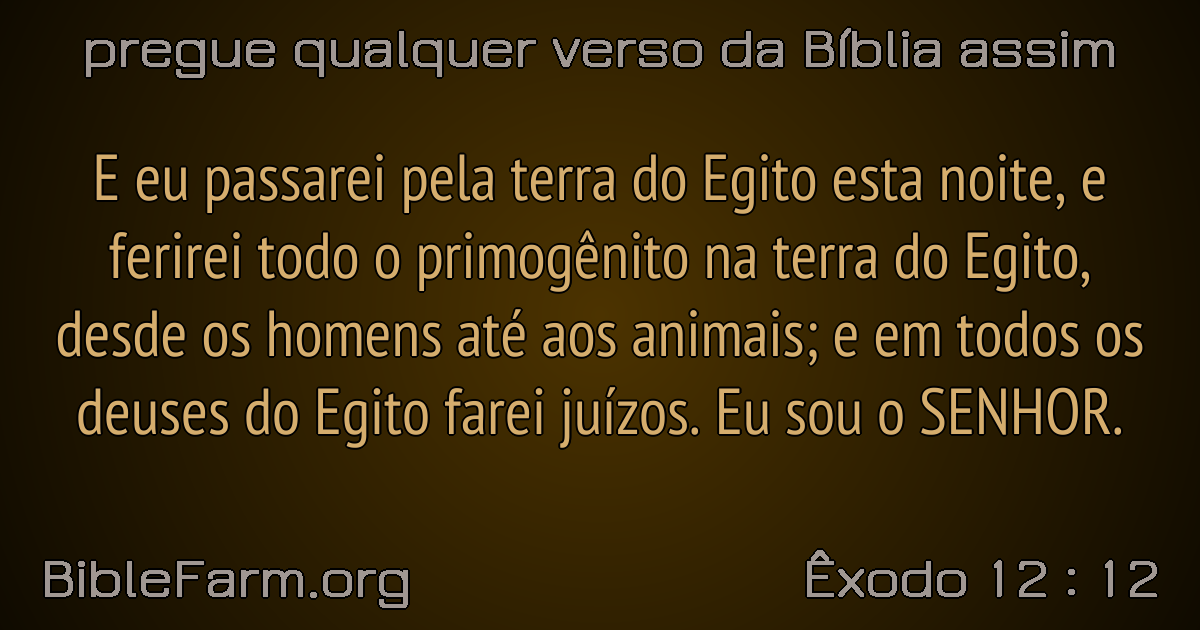 pregue qualquer verso da Bíblia assim
E eu passarei pela terra do Egito esta noite, e
ferirei todo o primogênito na terra do Egito,
desde os homens até aos animais; e em todos os
deuses do Egito farei juízos. Eu sou o SENHOR.
BibleFarm.org
Êxodo 12 : 12